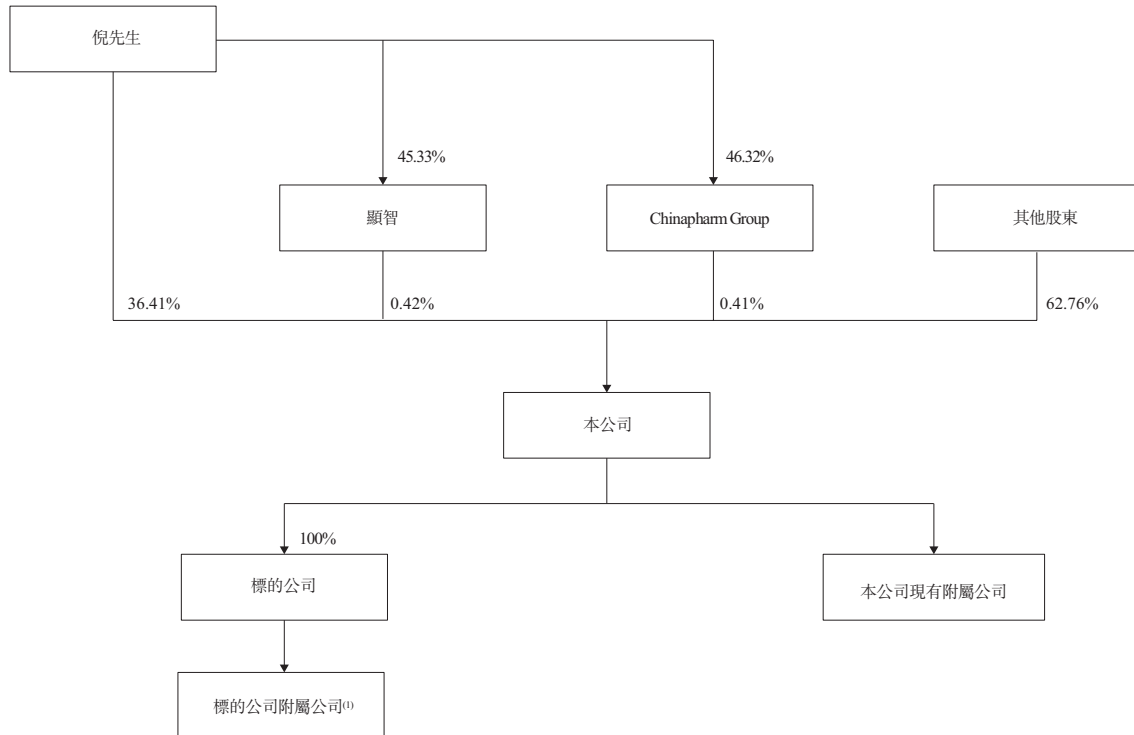 倪先生
45.33%
46.32%
顯智
Chinapharm Group
其他股東
36.41%
0.42%
0.41%
62.76%
本公司
100%
標的公司
本公司現有附屬公司
標的公司附屬公司(1)